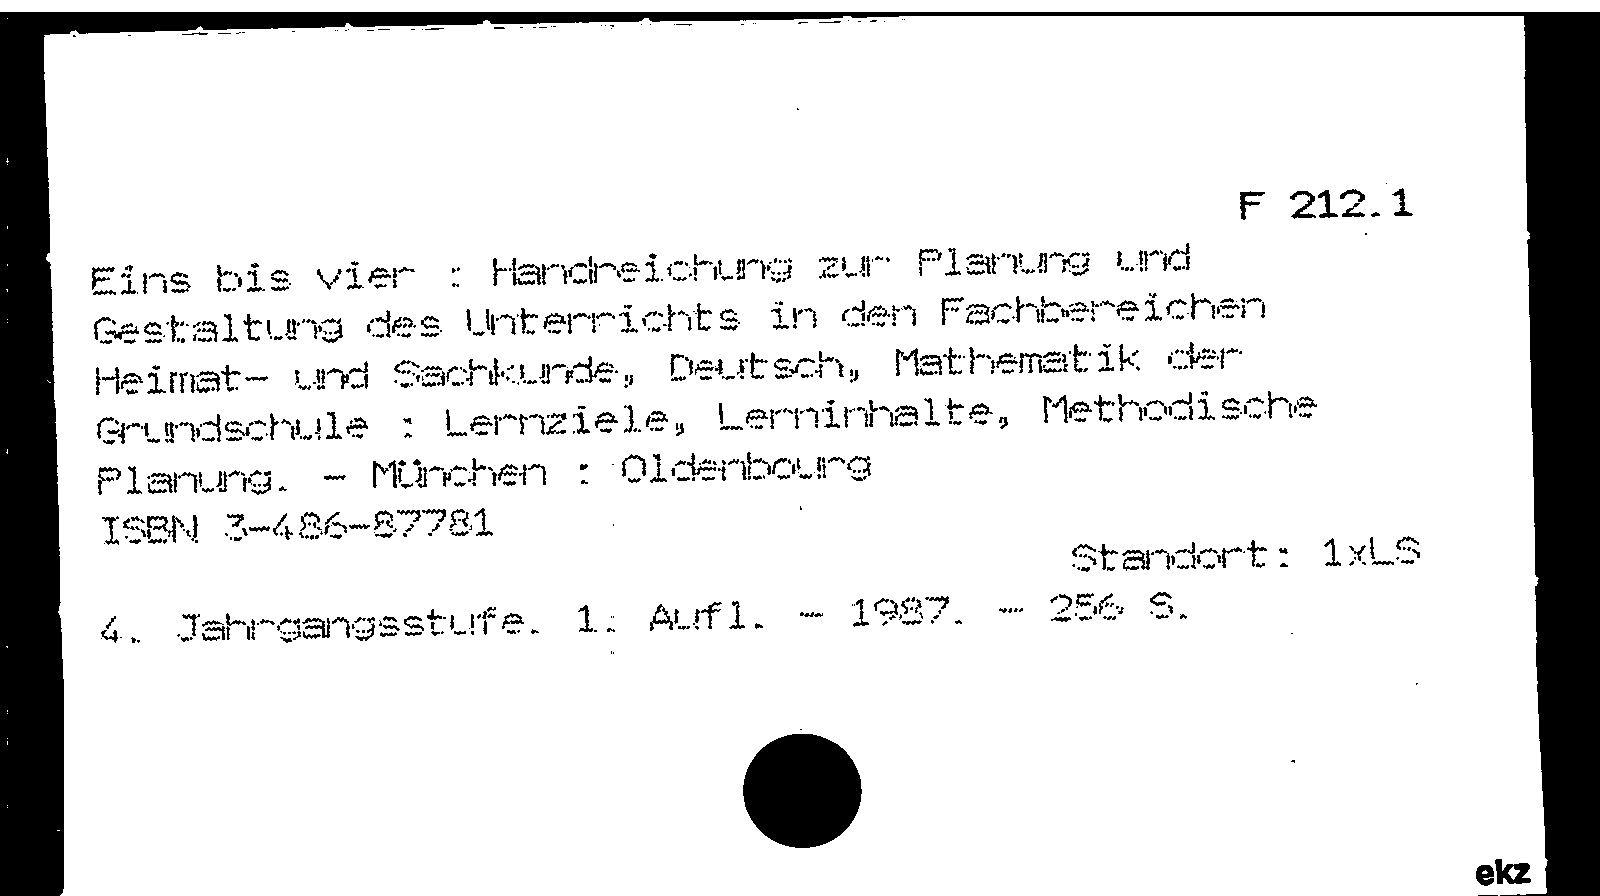 F 212.1
Eins bis vier : Handreichung zur Planung und
Gestaltung des Unterrichts in den Fachbereichen
Heimat- und Sachkunde, Deutsch, Mathematik der
Grundschule : Lernziele, Lerninhalte, Methodische
Planung. - München : Oldenbourg
ISBN 3-486-87781
Standort: 1xLS
4. Jahrgangsstufe. 1. Aufl. - 1987. - 256 S.
ekz